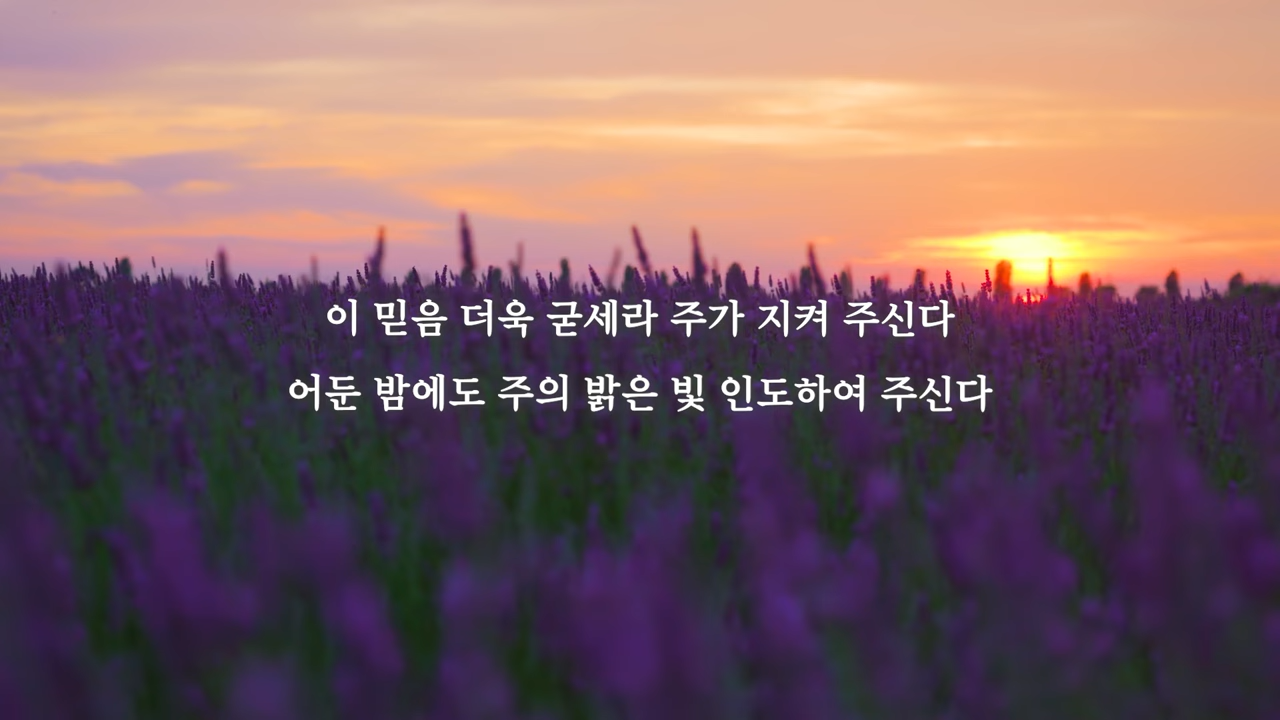 이 믿음 더욱 굳세라 주가 지켜 주신다
어둔 밤에도 주의 밝은 빛 인도하여 주신다